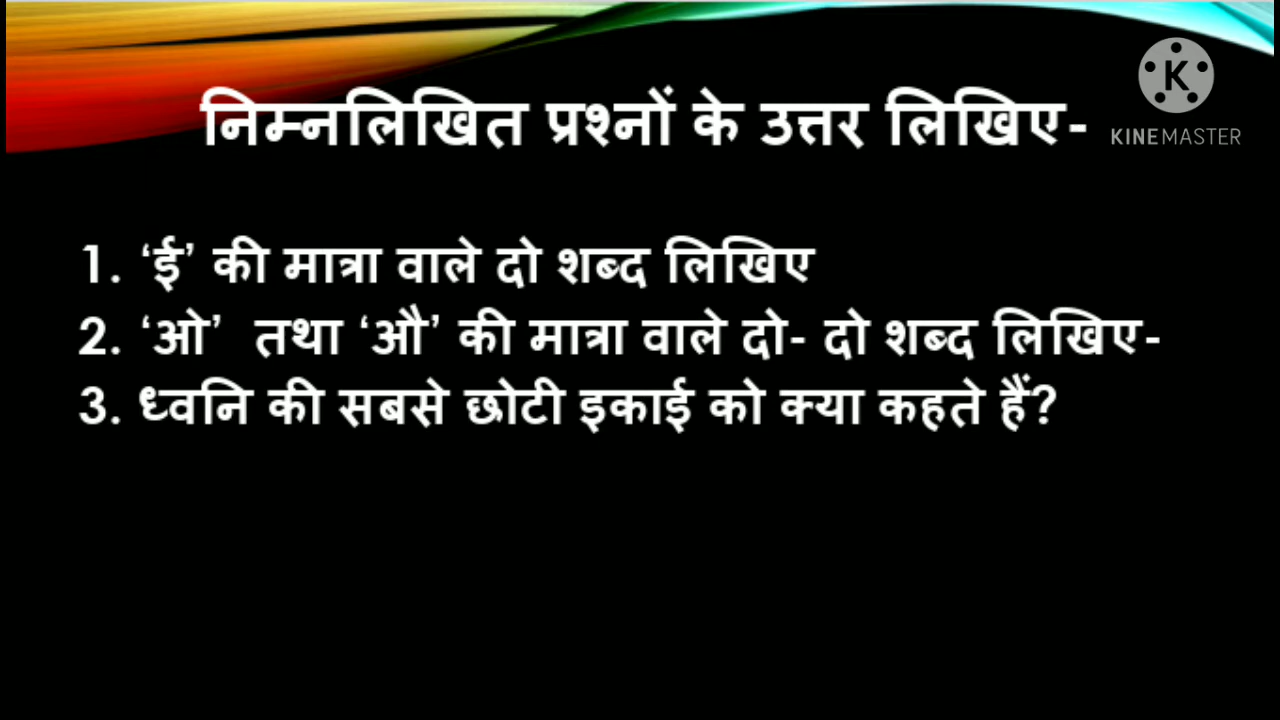 निम्नलिखित प्रश्नों के उत्तर लिखिए-
KINEMASTER
1. ‘ई’ की मात्रा वाले दो शब्द लिखिए
2. ‘ओ’ तथा ‘औ’ की मात्रा वाले दो- दो शब्द लिखिए-
3. ध्वनि की सबसे छोटी इकाई को क्या कहते हैं?